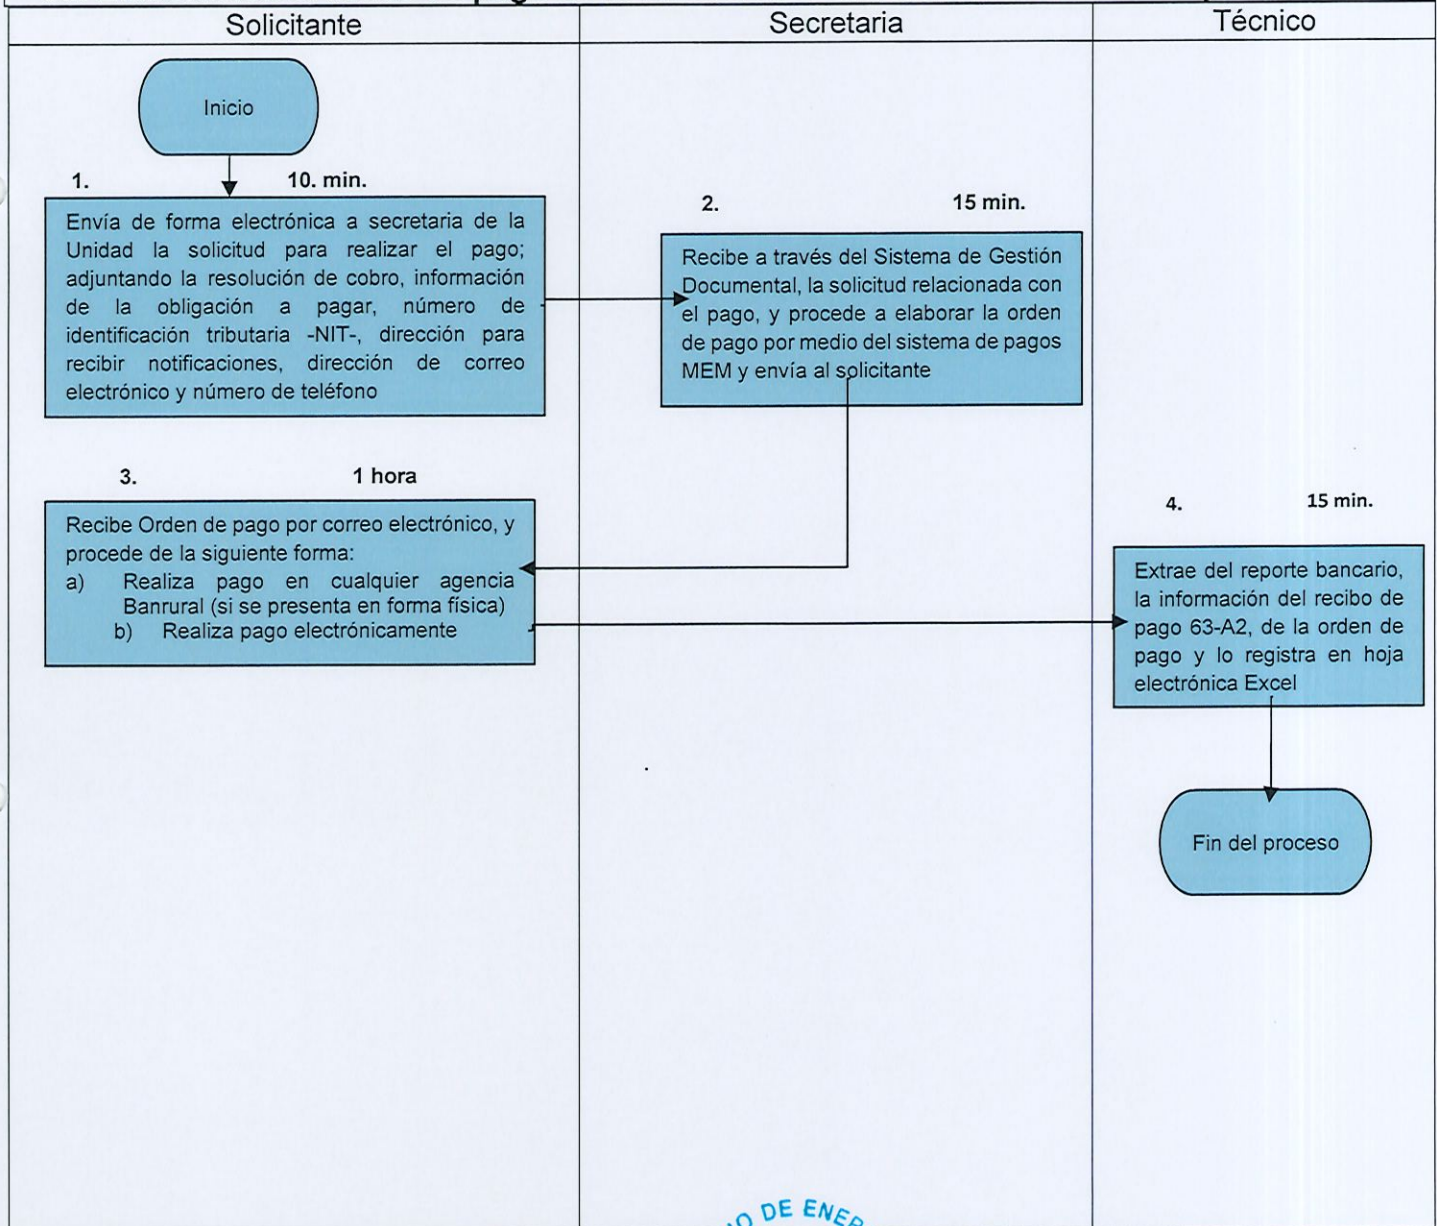 Solicitante
Secretaria
Técnico
Inicio
1.
10. min.
Envía de forma electrónica a secretaria de la
Unidad la solicitud para realizar el pago;
adjuntando la resolución de cobro, información
de la obligación a pagar, número de
identificación tributaria -NIT-, dirección para
recibir notificaciones, dirección de correo
electrónico y número de teléfono
2.
15 min.
Recibe a través del Sistema de Gestión
Documental, la solicitud relacionada con
el pago, y procede a elaborar la orden
de pago por medio del sistema de pagos
MEM y envía al solicitante
3.
1 hora
Recibe Orden de pago por correo electrónico, y
procede de la siguiente forma:
a) Realiza pago en cualquier agencia
Banrural (si se presenta en forma física)
b) Realiza pago electrónicamente
4.
15 min.
Extrae del reporte bancario,
la información del recibo de
pago 63-A2, de la orden de
pago y lo registra en hoja
electrónica Excel
Fin del proceso
DE